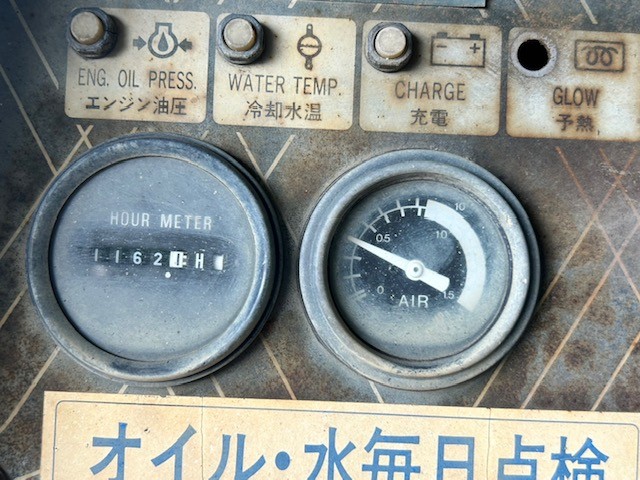 ENG. OIL PRESS.
エンジン油圧
WATER TEMP.
冷却水温
CHARGE
充電
GLOW
予熱
HOUR METER
1162 H
0
0.5
10
10
1.5
AIR
オイル・水毎日点検